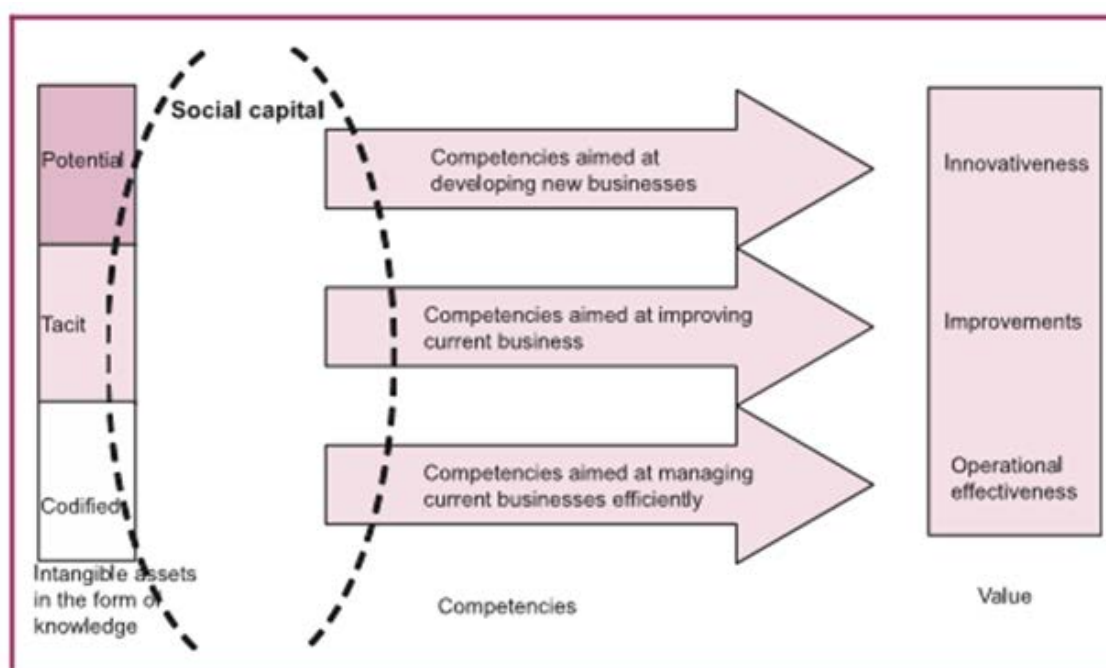 Social capital
Potential
Competencies aimed at
developing new businesses
Innovativeness
Tacit
Competencies aimed at improving
current business
Improvements
Codified
Competencies aimed at managing
current businesses efficiently
Operational
effectiveness
Intangible assets
in the form of
knowledge
Competencies
Value